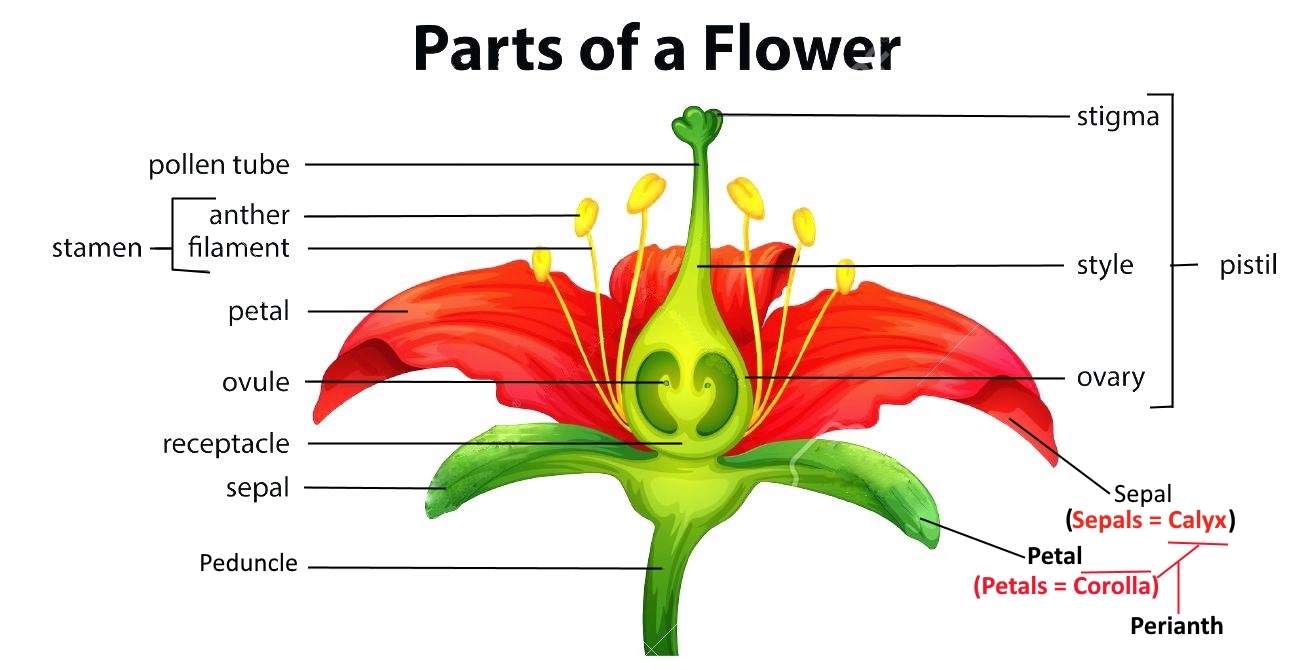 Parts of a Flower
pollen tube
anther
stamen
filament
petal
ovule
receptacle
sepal
Peduncle
stigma
style
pistil
ovary
Sepal
(Sepals = Calyx)
Petal
(Petals = Corolla)
Perianth